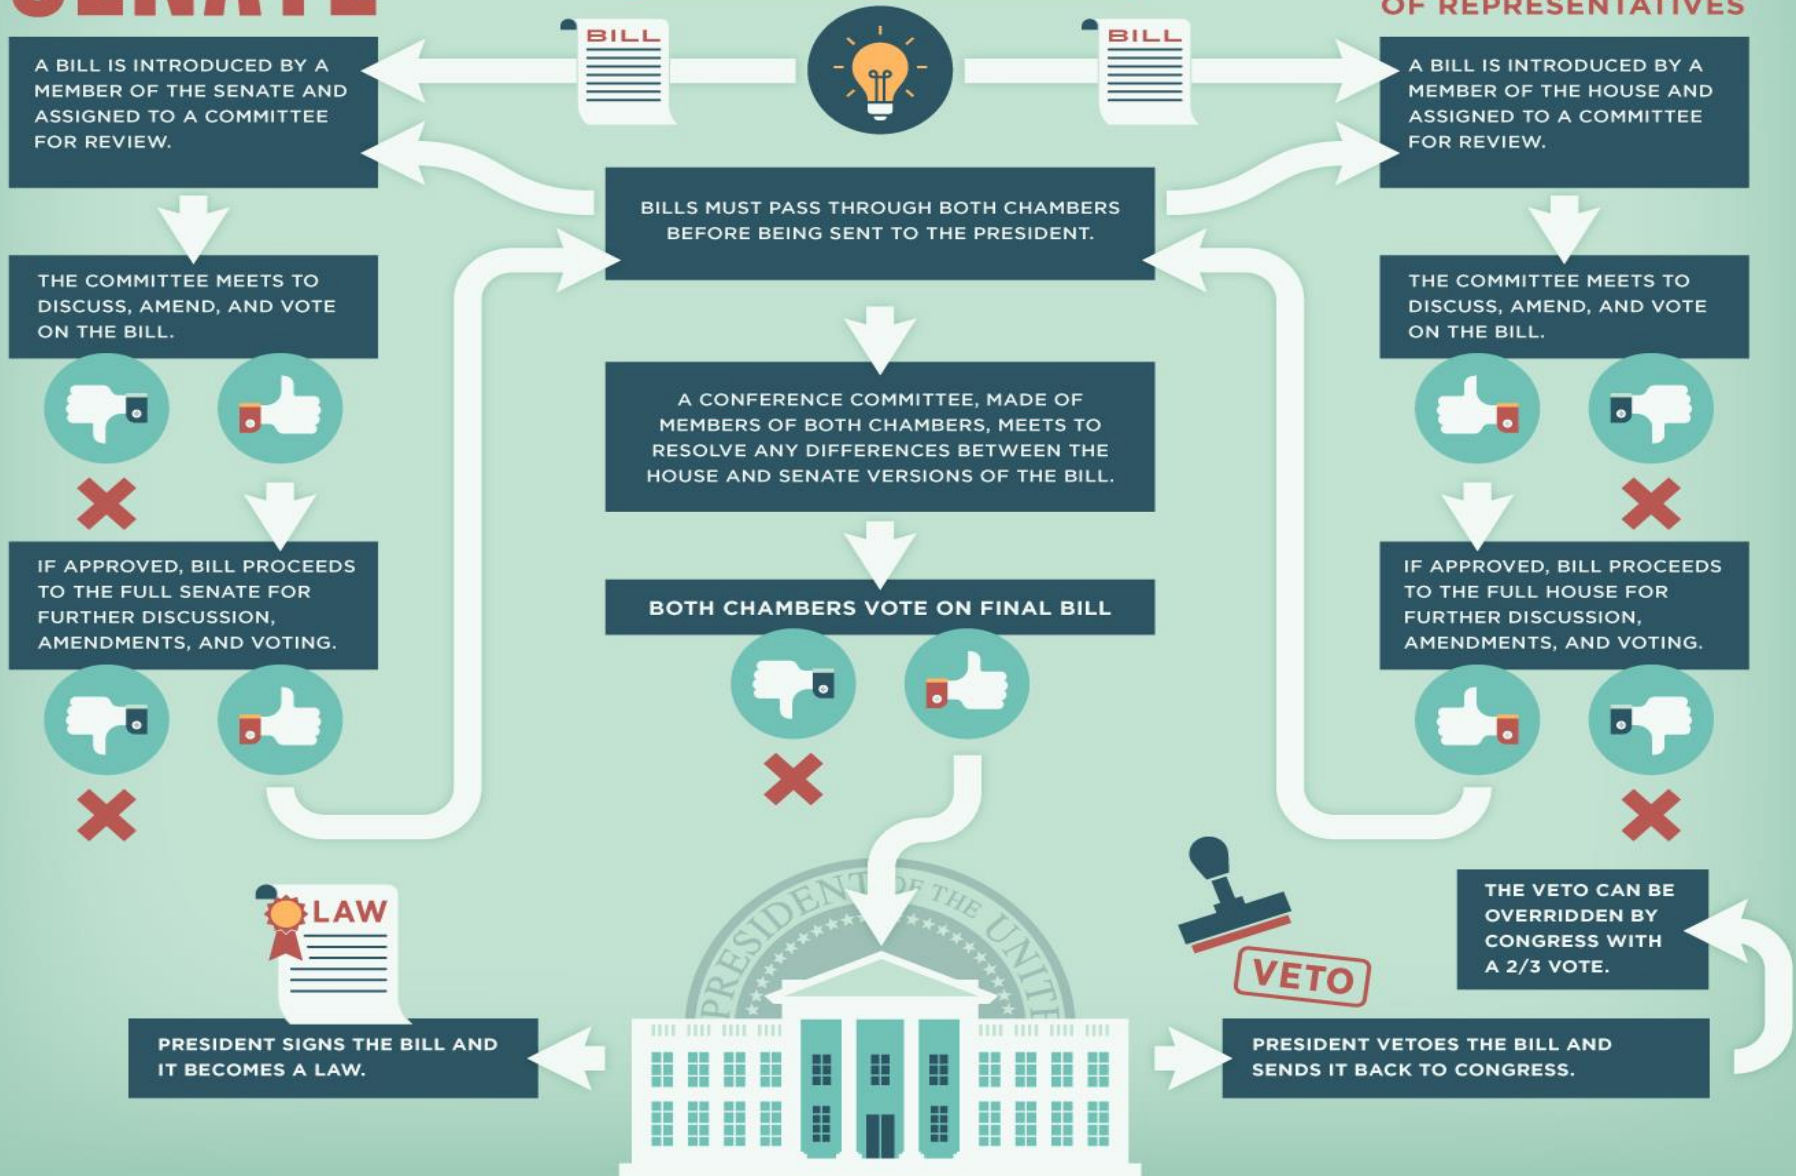 SENATE
OF REPRESENTATIVES
BILL
BILL
A BILL IS INTRODUCED BY A
MEMBER OF THE SENATE AND
ASSIGNED TO A COMMITTEE
FOR REVIEW.
A BILL IS INTRODUCED BY A
MEMBER OF THE HOUSE AND
ASSIGNED TO A COMMITTEE
FOR REVIEW.
BILLS MUST PASS THROUGH BOTH CHAMBERS
BEFORE BEING SENT TO THE PRESIDENT.
THE COMMITTEE MEETS TO
DISCUSS, AMEND, AND VOTE
ON THE BILL.
THE COMMITTEE MEETS TO
DISCUSS, AMEND, AND VOTE
ON THE BILL.
A CONFERENCE COMMITTEE, MADE OF
MEMBERS OF BOTH CHAMBERS, MEETS TO
RESOLVE ANY DIFFERENCES BETWEEN THE
HOUSE AND SENATE VERSIONS OF THE BILL.
IF APPROVED, BILL PROCEEDS
TO THE FULL SENATE FOR
FURTHER DISCUSSION,
AMENDMENTS, AND VOTING.
BOTH CHAMBERS VOTE ON FINAL BILL
IF APPROVED, BILL PROCEEDS
TO THE FULL HOUSE FOR
FURTHER DISCUSSION,
AMENDMENTS, AND VOTING.
LAW
PRESIDENT OF THE UNITE
VETO
THE VETO CAN BE
OVERRIDDEN BY
CONGRESS WITH
A 2/3 VOTE.
PRESIDENT SIGNS THE BILL AND
IT BECOMES A LAW.
PRESIDENT VETOES THE BILL AND
SENDS IT BACK TO CONGRESS.